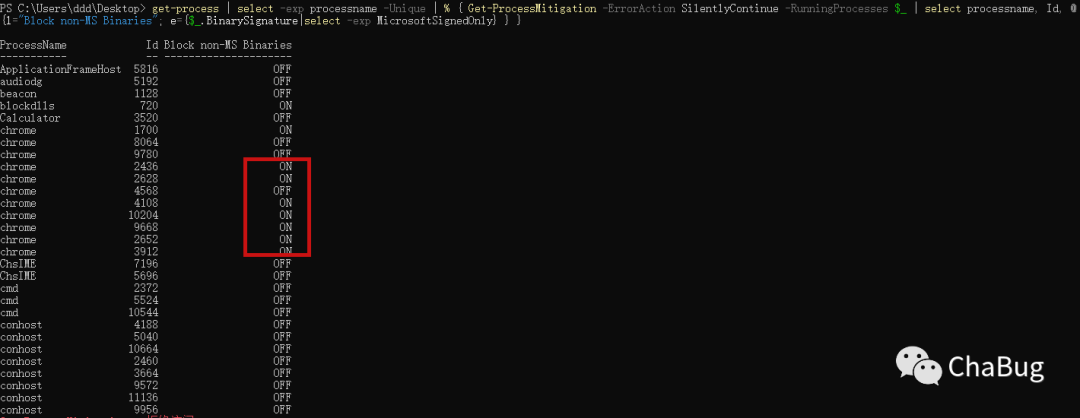 PS C:\Users\ddd\Desktop> get-process | select -exp processname -Unique | % { Get-ProcessMitigation -ErrorAction SilentlyContinue -RunningProcesses $_ | select processname, Id, @
{l="Block non-MS Binaries"; e={$_.BinarySignature|select -exp MicrosoftSignedOnly} } }
ProcessName Id Block non-MS Binaries
----------- -- ---------------------
ApplicationFrameHost 5816 OFF
audiodg 5192 OFF
beacon 1128 OFF
blockdlls 720 ON
Calculator 3520 OFF
chrome 1700 ON
chrome 8064 OFF
chrome 9780 OFF
chrome 2436 ON
chrome 2628 ON
chrome 4568 OFF
chrome 4108 ON
chrome 10204 ON
chrome 9668 ON
chrome 2652 ON
chrome 3912 ON
ChsIME 7196 OFF
ChsIME 5696 OFF
cmd 2372 OFF
cmd 5524 OFF
cmd 10544 OFF
conhost 4188 OFF
conhost 5040 OFF
conhost 10664 OFF
conhost 2460 OFF
conhost 3664 OFF
conhost 9572 OFF
conhost 11136 OFF
conhost 9956 OFF
ChaBug